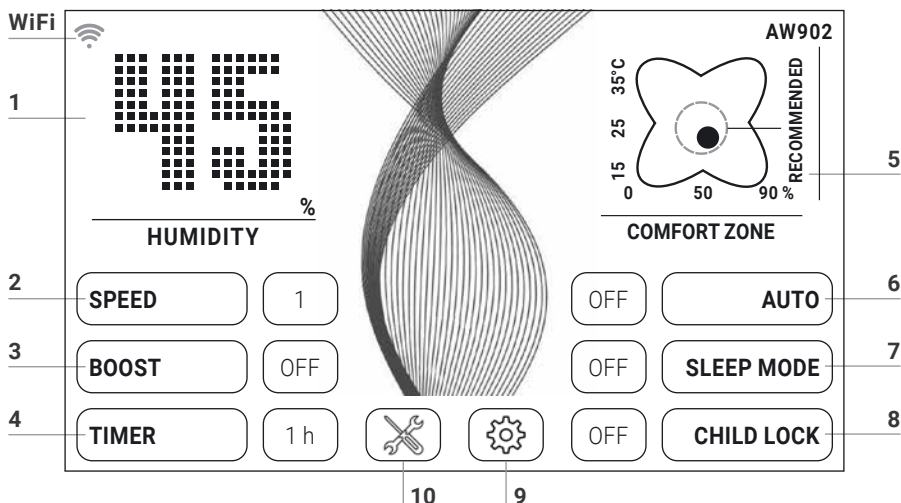 WiFi
AW902
1
45
%
HUMIDITY
35°C
25
15
0 50 90 %
RECOMMENDED
5
COMFORT ZONE
2 SPEED 1 OFF AUTO 6
3 BOOST OFF OFF SLEEP MODE 7
4 TIMER 1 h OFF CHILD LOCK 8
10 9